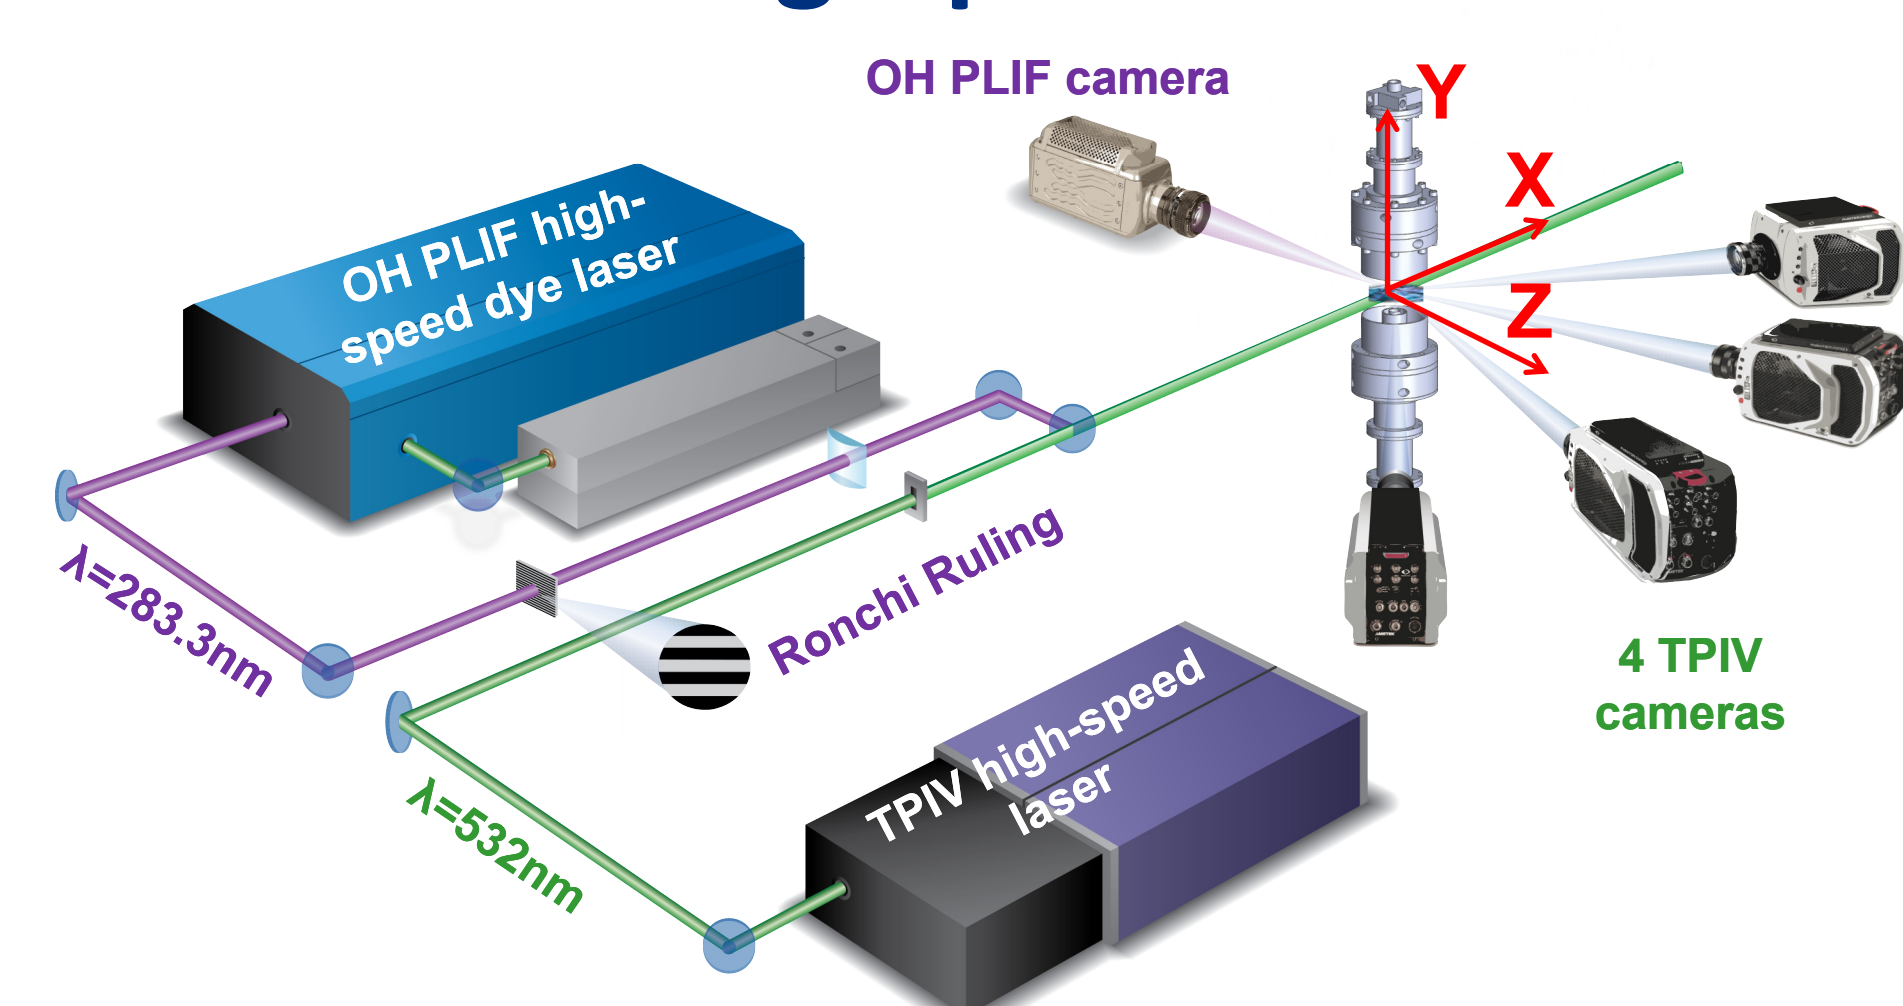 OH PLIF camera
Y
X
Z
OH PLIF high-
speed dye laser
λ=283.3nm
Ronchi Ruling
4 TPIV
cameras
TPIV high-speed
laser
λ=532nm